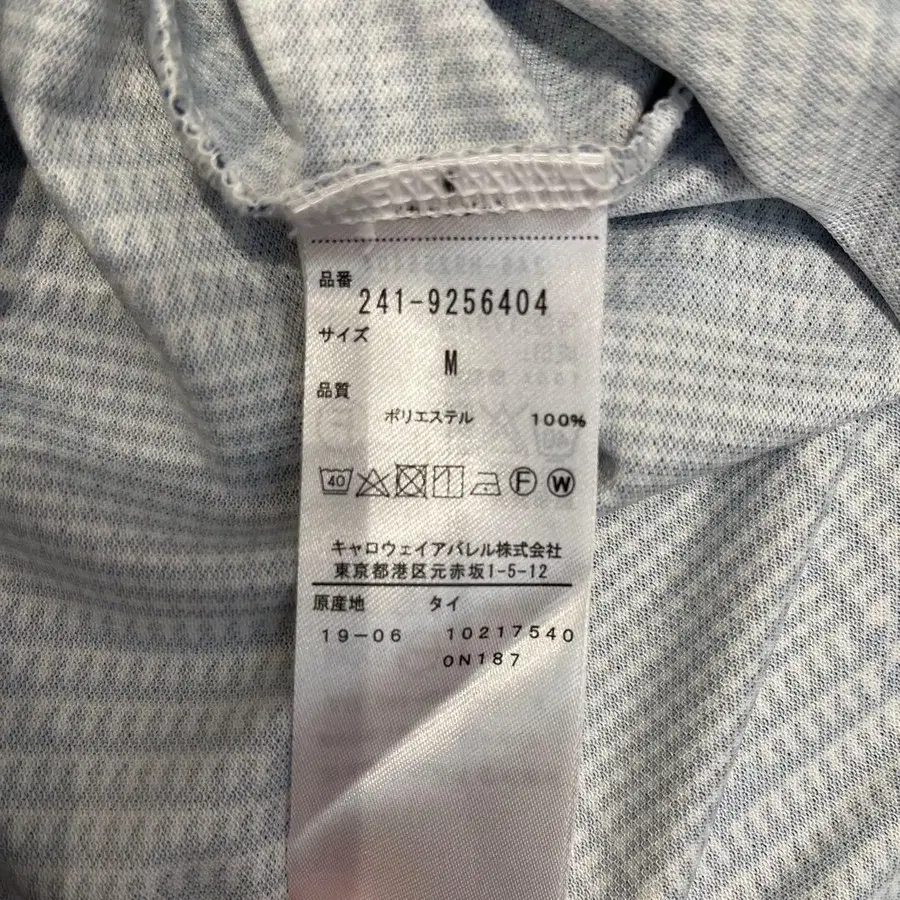 品番
241-9256404
サイズ
M
品質
ポリエステル 100%
40 F W
キャロウェイアパレル株式会社
東京都港区元赤坂1-5-12
原産地 タイ
19-06 10217540
0N187